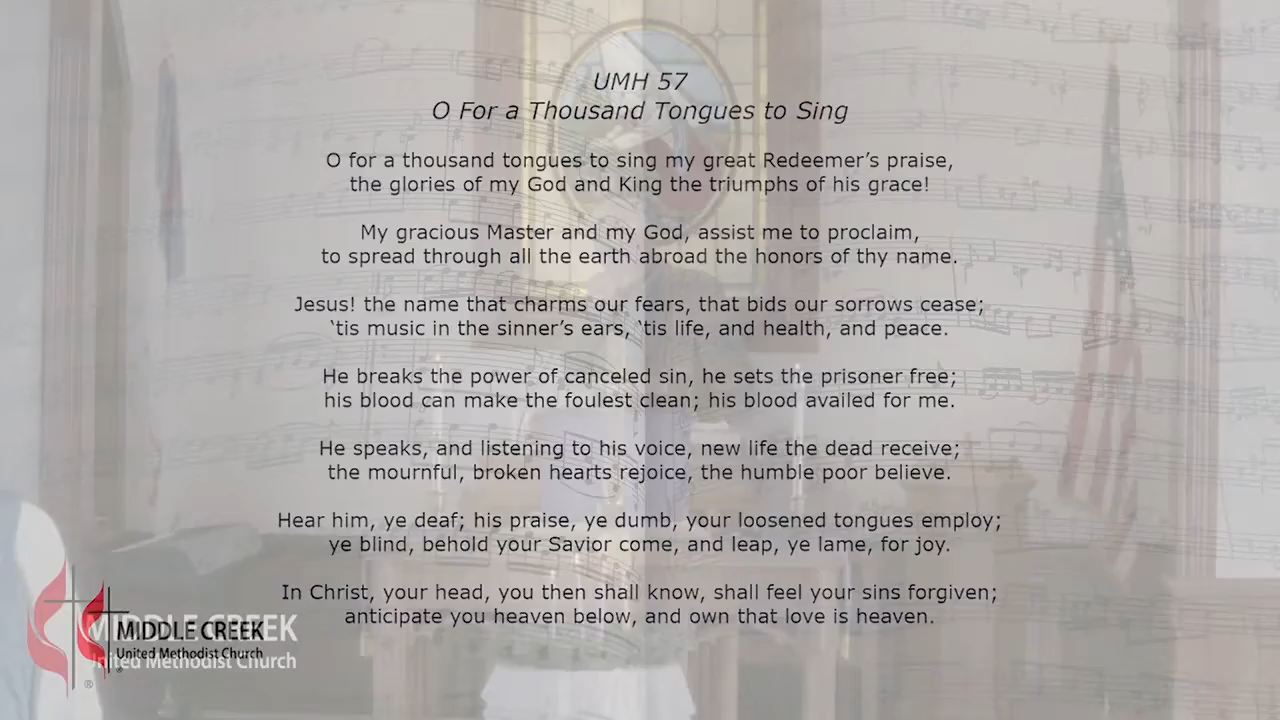 UMH 57
O For a Thousand Tongues to Sing
O for a thousand tongues to sing my great Redeemer’s praise,
the glories of my God and King the triumphs of his grace!
My gracious Master and my God, assist me to proclaim,
to spread through all the earth abroad the honors of thy name.
Jesus! the name that charms our fears, that bids our sorrows cease;
‘tis music in the sinner’s ears, ‘tis life, and health, and peace.
He breaks the power of canceled sin, he sets the prisoner free;
his blood can make the foulest clean; his blood availed for me.
He speaks, and listening to his voice, new life the dead receive;
the mournful, broken hearts rejoice, the humble poor believe.
Hear him, ye deaf; his praise, ye dumb, your loosened tongues employ;
ye blind, behold your Savior come, and leap, ye lame, for joy.
In Christ, your head, you then shall know, shall feel your sins forgiven;
anticipate you heaven below, and own that love is heaven.
MIDDLE CREEK
United Methodist Church
MIDDLE CREEK
United Methodist Church
®